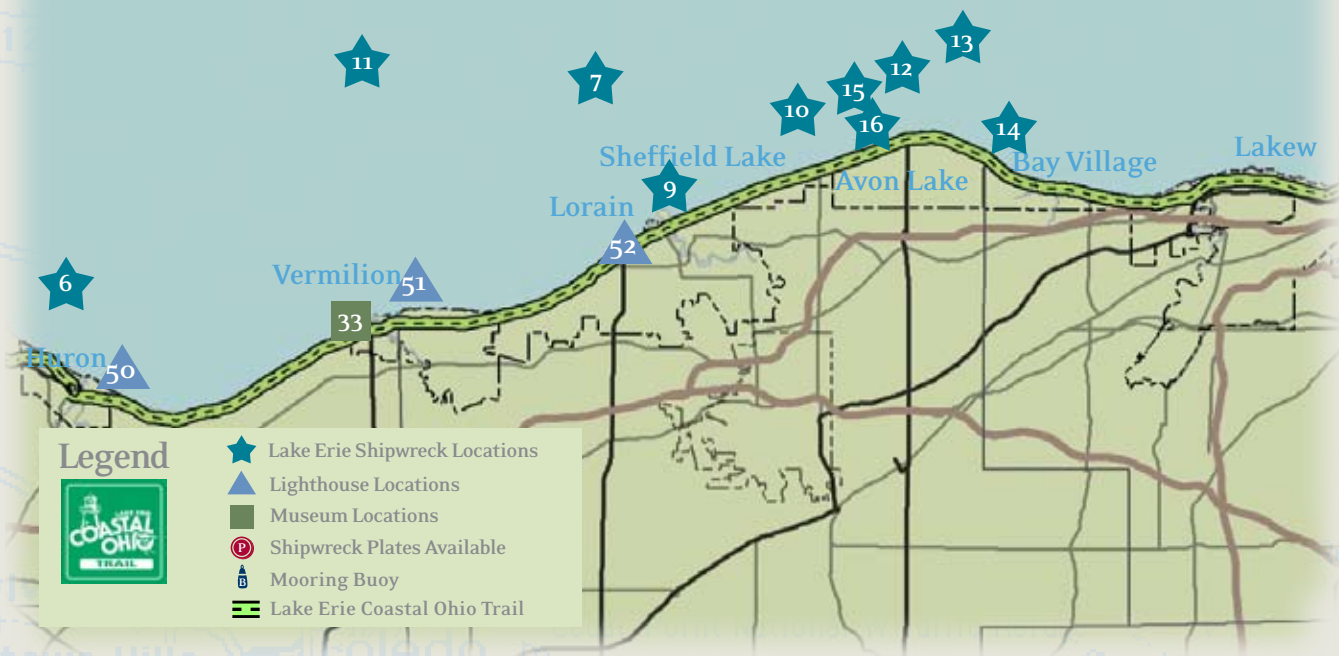 13
11
12
7
15
10
16
14
Sheffield Lake
Bay Village
Lakew
9
Avon Lake
Lorain
52
Vermilion
51
6
33
Huron
50
Legend
LAKE ERIE
COASTAL
OHIO
TRAIL
Lake Erie Shipwreck Locations
Lighthouse Locations
Museum Locations
P Shipwreck Plates Available
B Mooring Buoy
Lake Erie Coastal Ohio Trail